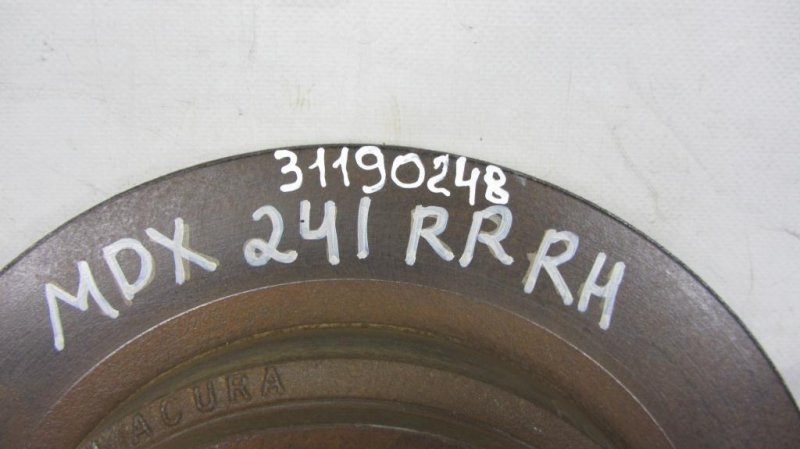 31190248
MDX 241 RR RH
ACURA